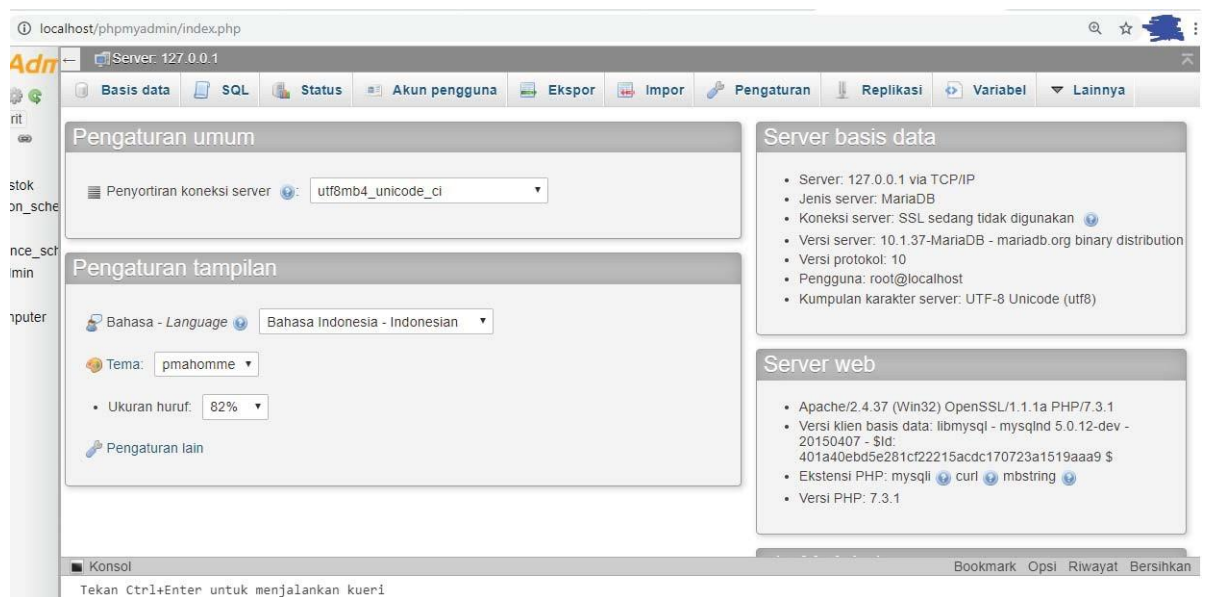 localhost/phpmyadmin/index.php
Adm
Server: 127.0.0.1
Basis data SQL Status Akun pengguna Ekspor Impor Pengaturan Replikasi Variabel Lainnya
rit
stok
on_sche
nce_sch
min
nputer
Pengaturan umum
Penyortiran koneksi server : utf8mb4_unicode_ci
Pengaturan tampilan
Bahasa - Language Bahasa Indonesia - Indonesian
Tema: pmahomme
• Ukuran huruf: 82%
Pengaturan lain
Server basis data
• Server: 127.0.0.1 via TCP/IP
• Jenis server: MariaDB
• Koneksi server: SSL sedang tidak digunakan
• Versi server: 10.1.37-MariaDB - mariadb.org binary distribution
• Versi protokol: 10
• Pengguna: root@localhost
• Kumpulan karakter server: UTF-8 Unicode (utf8)
Server web
• Apache/2.4.37 (Win32) OpenSSL/1.1.1a PHP/7.3.1
• Versi klien basis data: libmysql - mysqlnd 5.0.12-dev -
20150407 - $Id:
401a40ebd5e281cf22215acdc170723a1519aaa9 $
• Ekstensi PHP: mysqli curl mbstring
• Versi PHP: 7.3.1
Konsol Bookmark Opsi Riwayat Bersihkan
Tekan Ctrl+Enter untuk menjalankan kueri